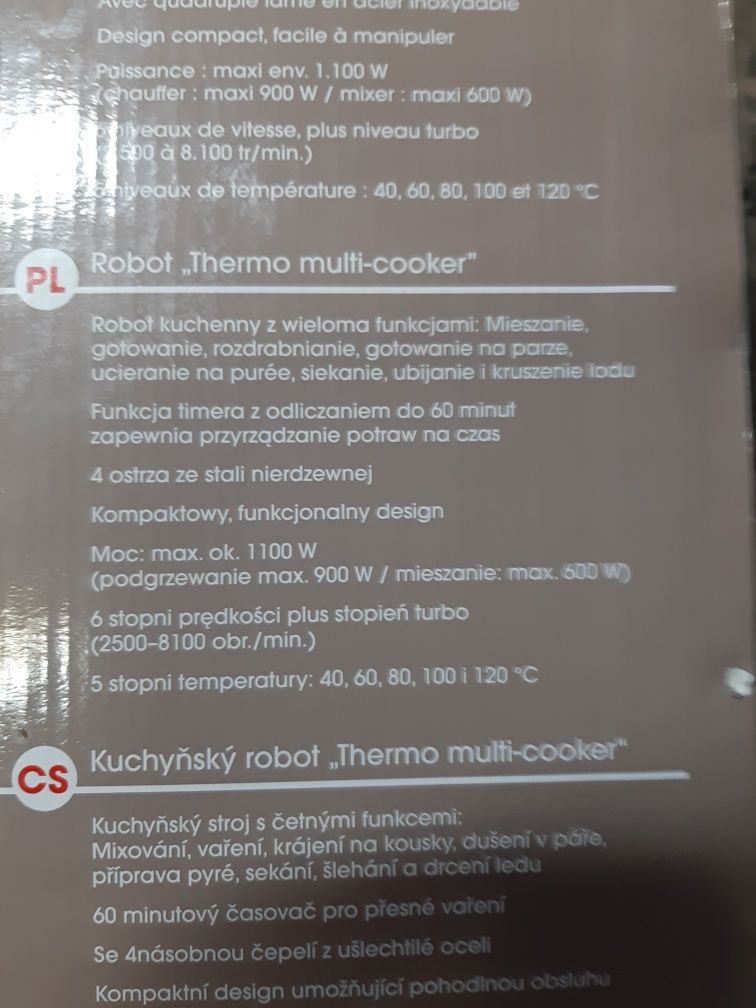 Avec quadruple lame en acier inoxydable
Design compact, facile à manipuler
Puissance : maxi env. 1.100 W
(chauffer : maxi 900 W / mixer : maxi 600 W)
niveaux de vitesse, plus niveau turbo
500 à 8.100 tr/min.)
niveaux de température : 40, 60, 80, 100 et 120 °C
PL
Robot „Thermo multi-cooker”
Robot kuchenny z wieloma funkcjami: Mieszanie,
gotowanie, rozdrabnianie, gotowanie na parze,
ucieranie na purée, siekanie, ubijanie i kruszenie lodu
Funkcja timera z odliczaniem do 60 minut
zapewnia przyrządzanie potraw na czas
4 ostrza ze stali nierdzewnej
Kompaktowy, funkcjonalny design
Moc: max. ok. 1100 W
(podgrzewanie max. 900 W / mieszanie: max. 600 W)
6 stopni prędkości plus stopień turbo
(2500–8100 obr./min.)
5 stopni temperatury: 40, 60, 80, 100 i 120 °C
CS
Kuchyňský robot „Thermo multi-cooker“
Kuchyňský stroj s četnými funkcemi:
Mixování, vaření, krájení na kousky, dušení v páře,
příprava pyré, sekání, šlehání a drcení ledu
60 minutový časovač pro přesné vaření
Se 4násobnou čepelí z ušlechtilé oceli
Kompaktní design umožňující pohodlnou obsluhu